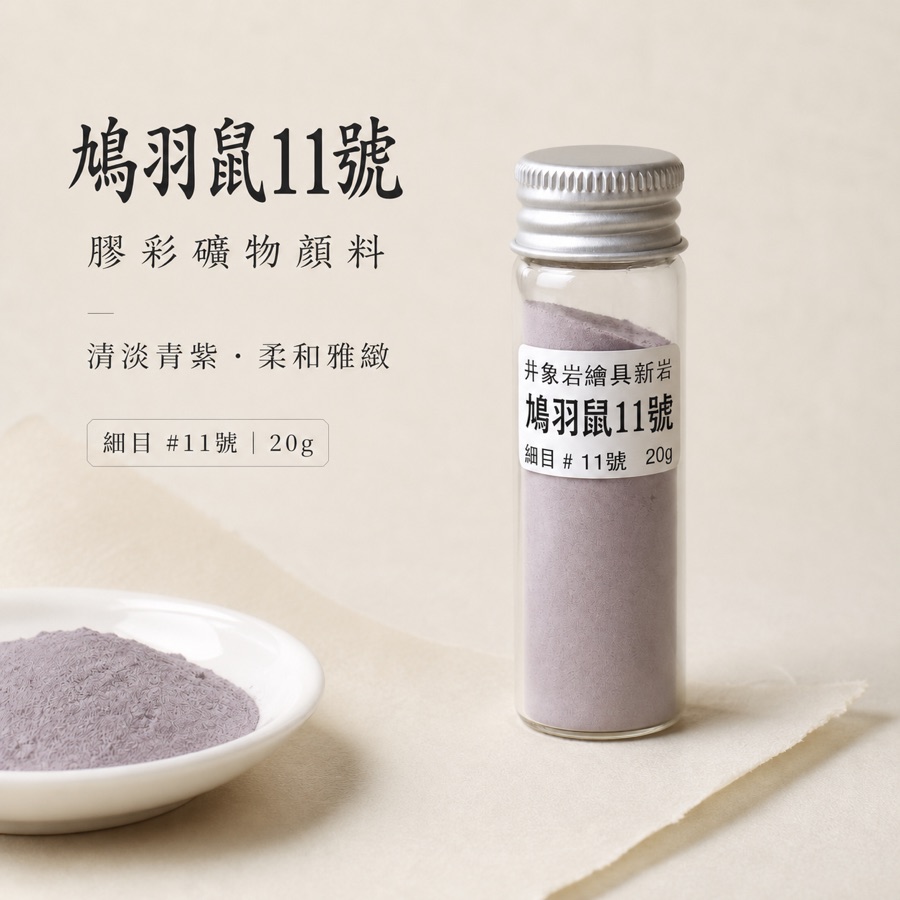 鳩羽鼠11號
膠彩礦物顏料
清淡青紫・柔和雅緻
細目 #11號 | 20g
井象岩繪具新岩
鳩羽鼠11號
細目 # 11號 20g